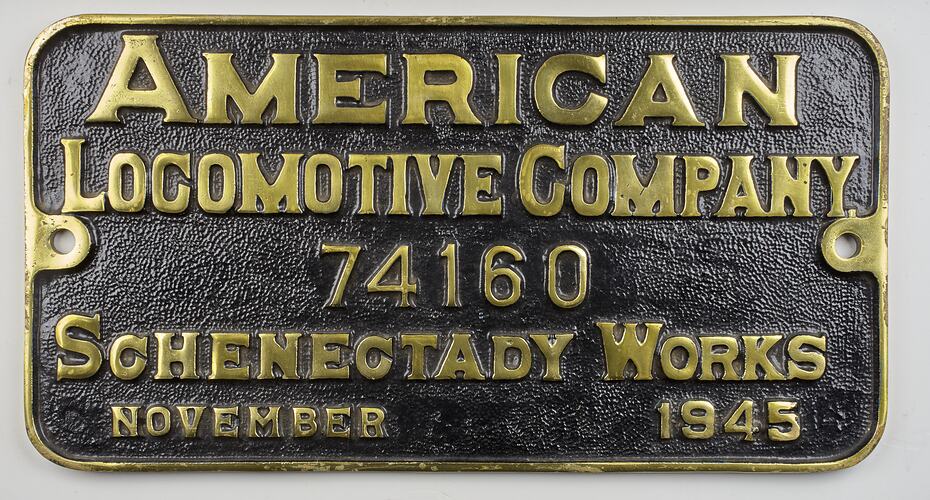 AMERICAN
LOCOMOTIVE COMPANY.
74160
SCHENECTADY WORKS
NOVEMBER 1945